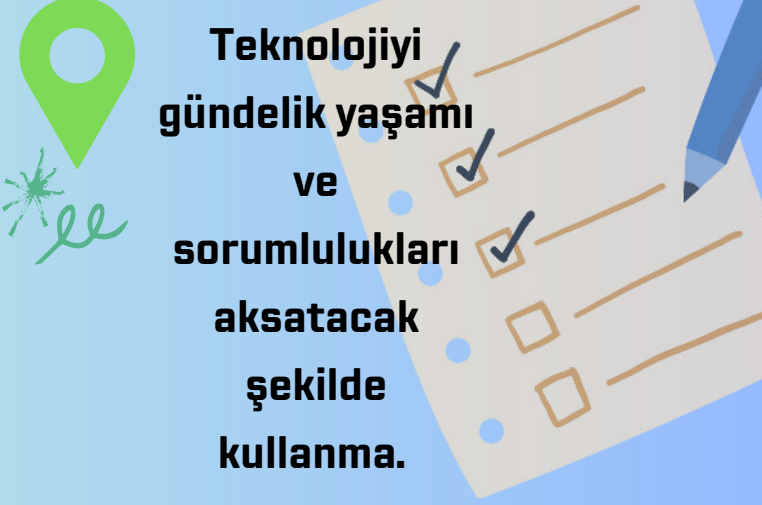 Teknolojiyi
gündelik yaşamı
ve
sorumlulukları
aksatacak
şekilde
kullanma.